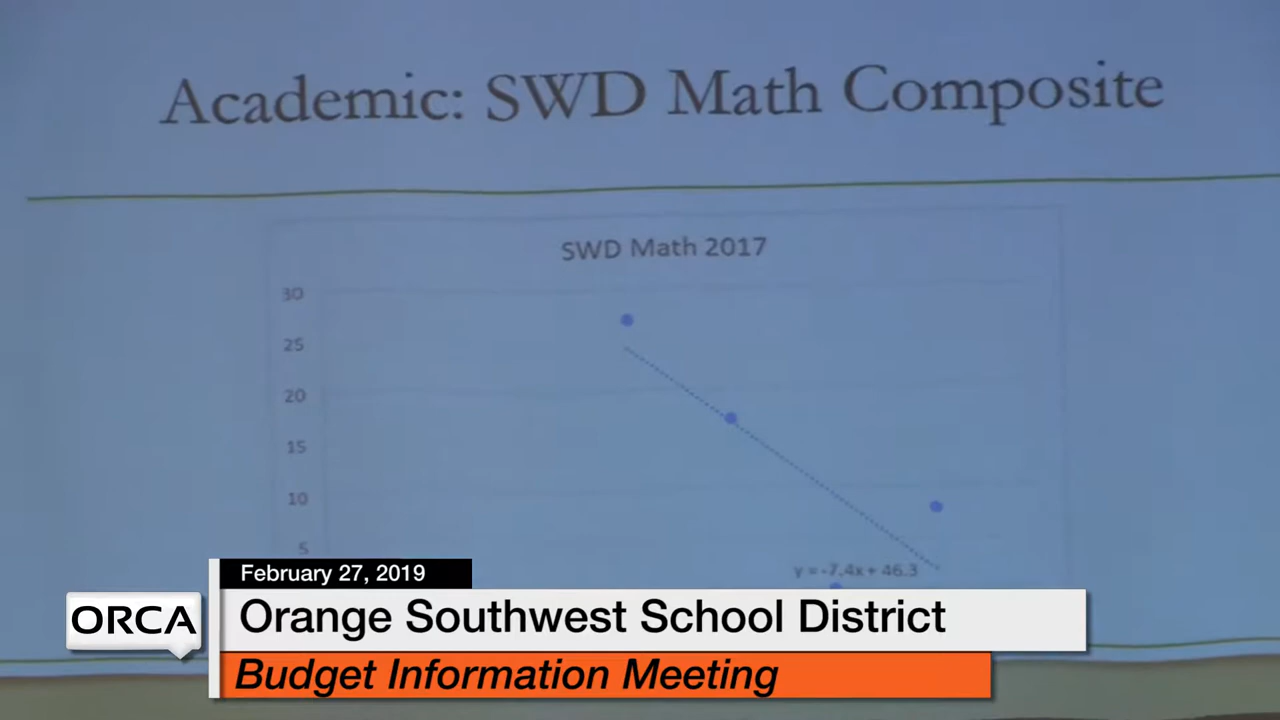 Academic: SWD Math Composite
SWD Math 2017
30
25
20
15
10
5
y = -7.4x + 46.3
February 27, 2019
ORCA
Orange Southwest School District
Budget Information Meeting